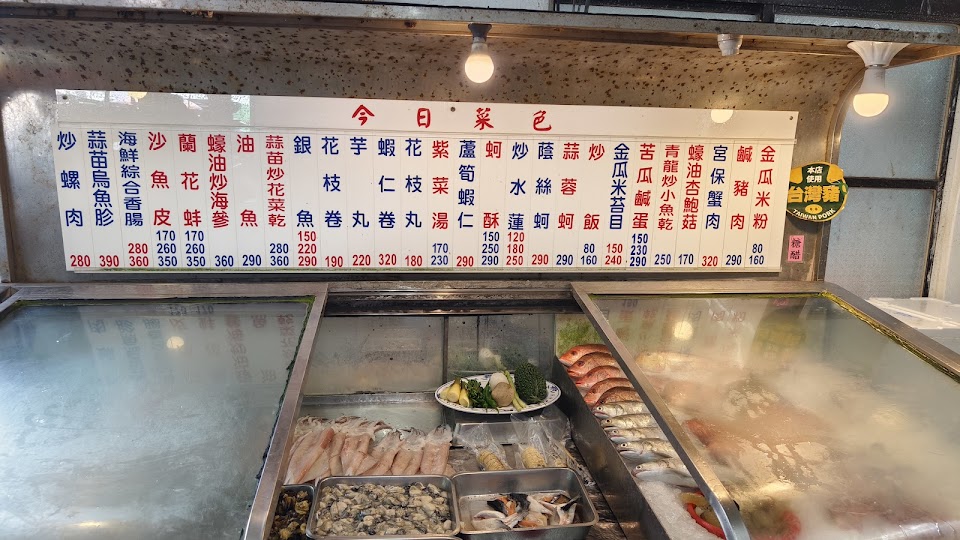 今日菜色
金瓜米粉 80 160
鹹豬肉 290
宮保蟹肉 320
蠔油杏鮑菇 170
青龍炒小魚乾 250
苦瓜鹹蛋 150 230 290
金瓜米苔目 150 240
炒飯 80 160
蒜蓉蚵 290
蔭絲蚵 290
炒水蓮 120 180 250
蚵酥 150 250 290
蘆筍蝦仁 290
紫菜湯 170 230
花枝丸 180
蝦仁卷 320
芋丸 220
花枝卷 190
銀魚 150 220 290
蒜苗炒花菜乾 280 360
油魚 290
蠔油炒海參 360
蘭花蚌 170 260 350
沙魚皮 170 260 350
海鮮綜合香腸 280 360
蒜苗烏魚胗 390
炒螺肉 280
本店
使用
台灣豬
TAIWAN PORK
糖醋